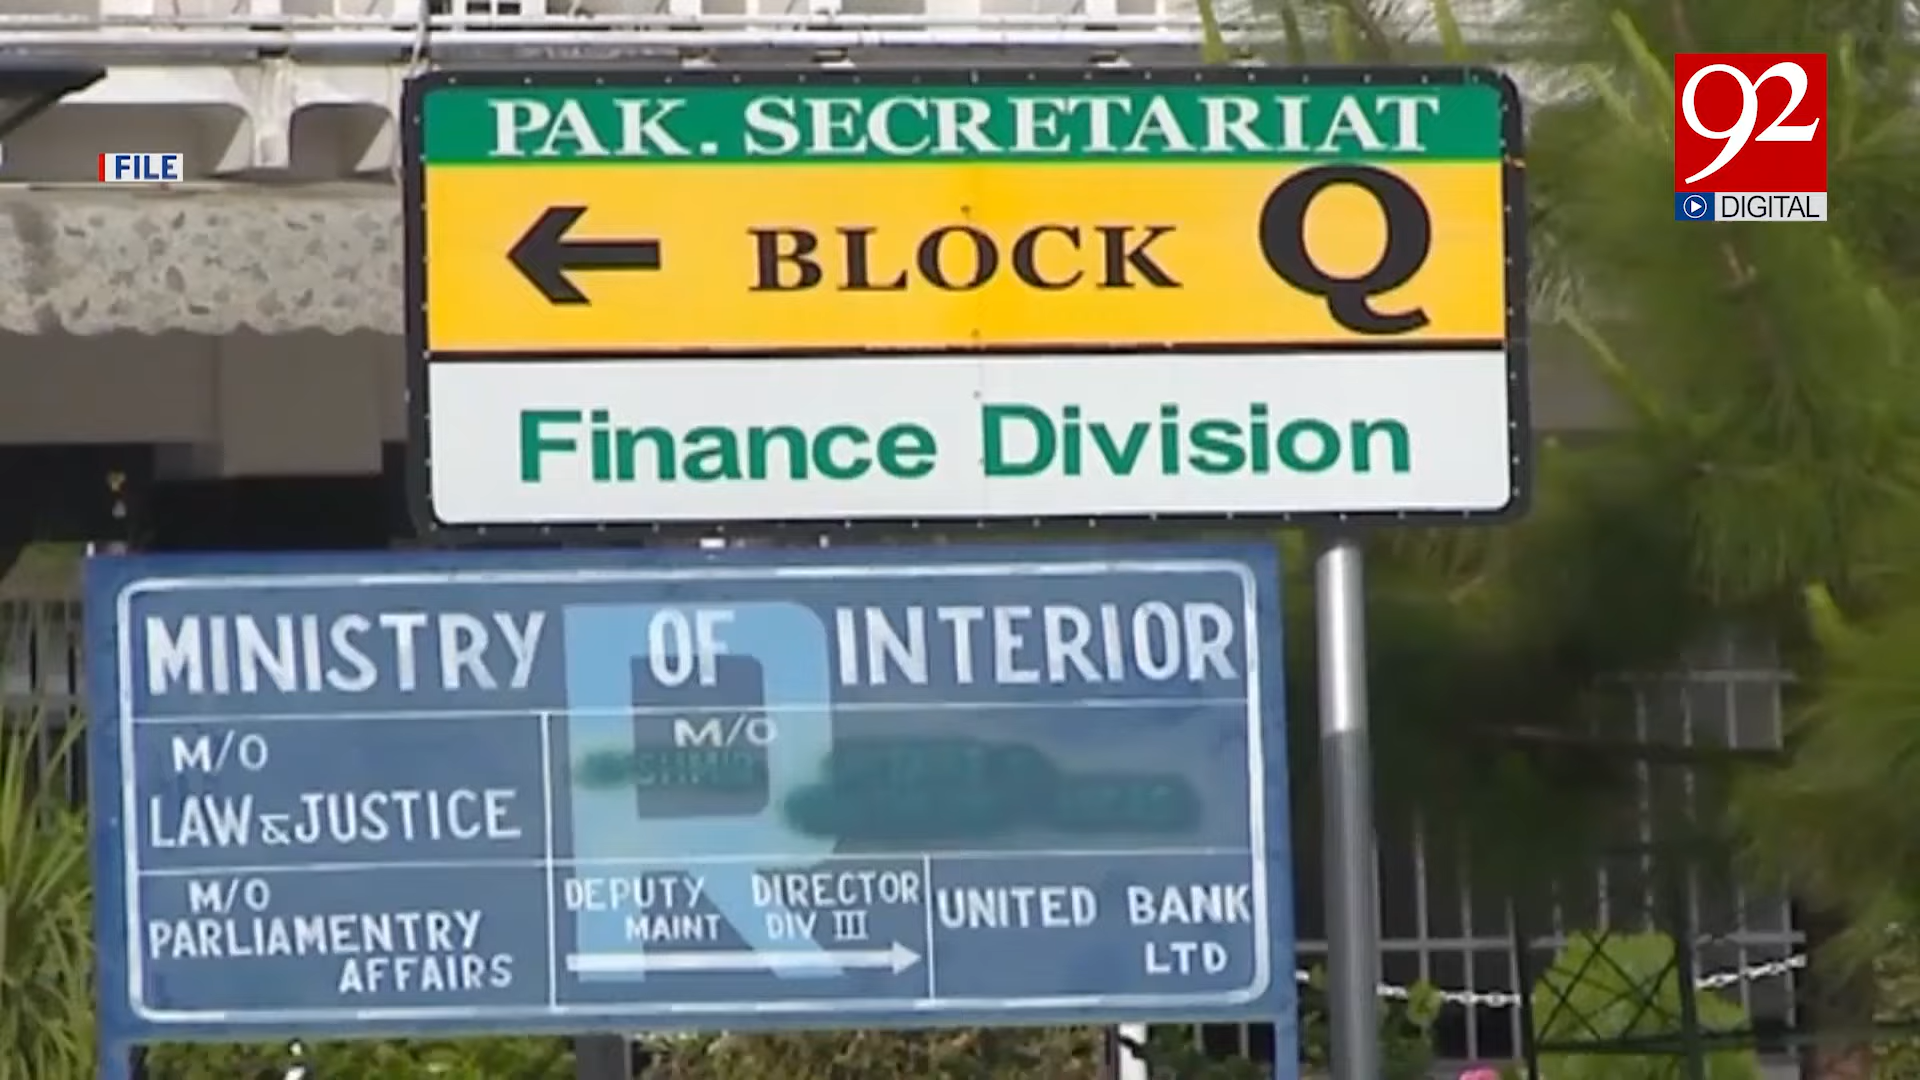 FILE
92
DIGITAL
PAK. SECRETARIAT
← BLOCK Q
Finance Division
MINISTRY OF INTERIOR
R
M/O
LAW & JUSTICE
M/O
M/O
PARLIAMENTRY
AFFAIRS
DEPUTY DIRECTOR
MAINT DIV III
UNITED BANK
LTD